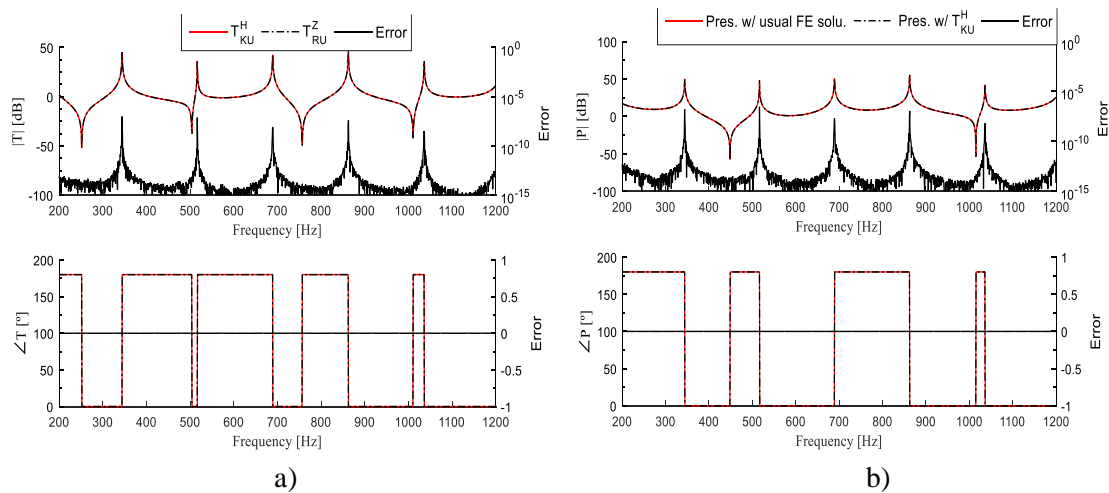 T_KU^H T_RU^Z Error
|T| [dB]
50
0
-50
-100
10^0
10^-5
10^-10
10^-15
Error
200 300 400 500 600 700 800 900 1000 1100 1200
Frequency [Hz]
∠T [º]
200
150
100
50
0
1
0.5
0
-0.5
-1
Error
200 300 400 500 600 700 800 900 1000 1100 1200
Frequency [Hz]
a)
Pres. w/ usual FE solu. Pres. w/ T_KU^H Error
|P| [dB]
100
50
0
-50
-100
10^0
10^-5
10^-10
10^-15
Error
200 300 400 500 600 700 800 900 1000 1100 1200
Frequency [Hz]
∠P [º]
200
150
100
50
0
1
0.5
0
-0.5
-1
Error
200 300 400 500 600 700 800 900 1000 1100 1200
Frequency [Hz]
b)